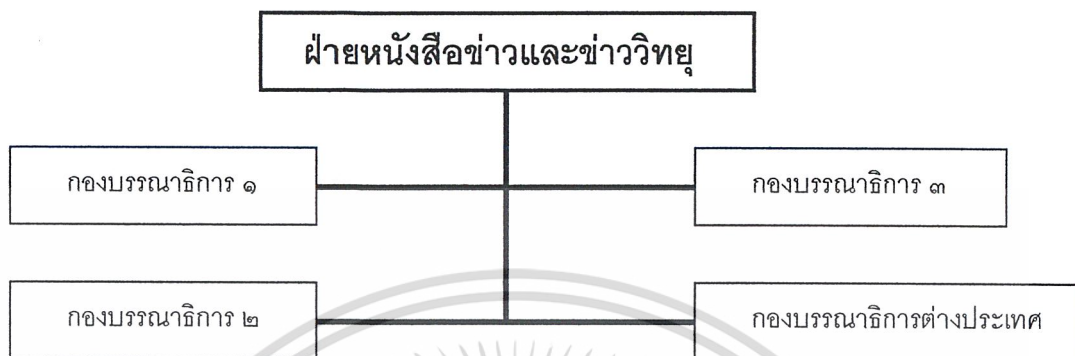 ฝ่ายหนังสือข่าวและข่าววิทยุ
กองบรรณาธิการ ๑
กองบรรณาธิการ ๓
กองบรรณาธิการ ๒
กองบรรณาธิการต่างประเทศ